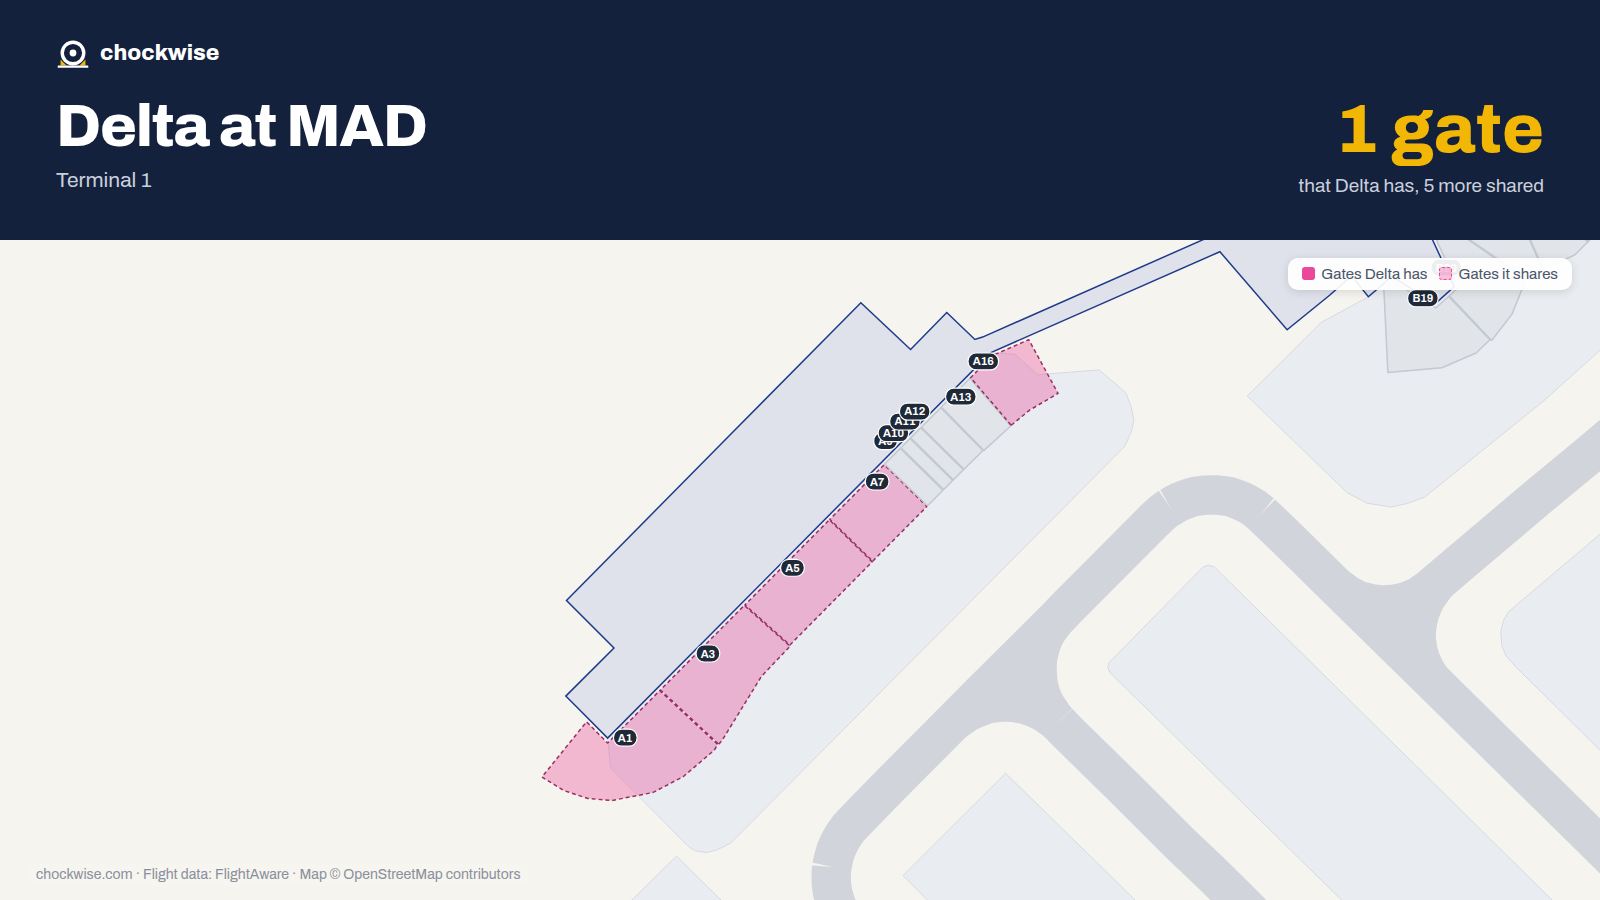 chockwise
Delta at MAD
Terminal 1
1 gate
that Delta has, 5 more shared
Gates Delta has
Gates it shares
B19
A16
A13
A12
A11
A10
A7
A5
A3
A1
chockwise.com · Flight data: FlightAware · Map © OpenStreetMap contributors